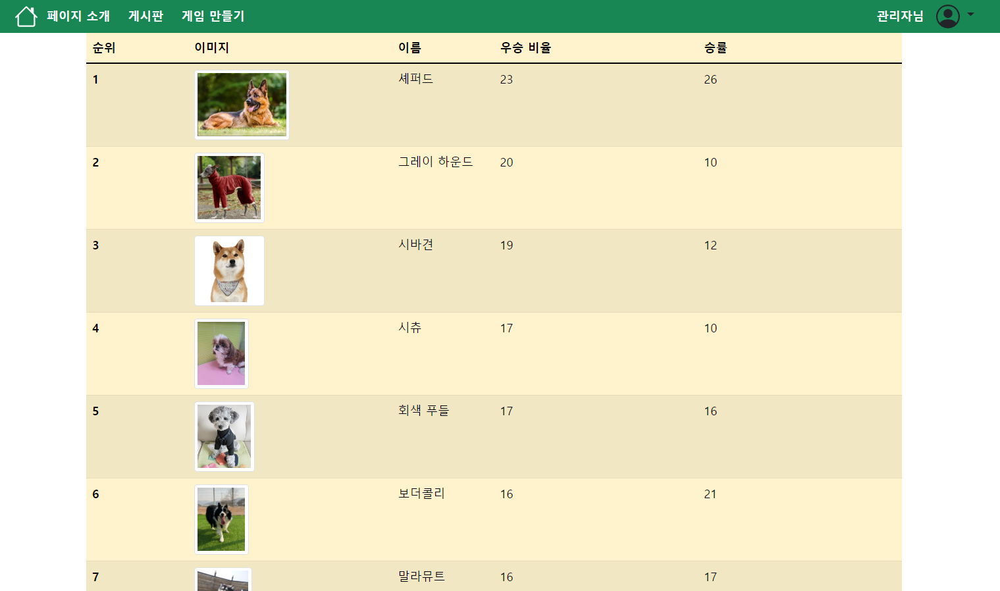 페이지 소개 게시판 게임 만들기 관리자님
순위 이미지 이름 우승 비율 승률
1 셰퍼드 23 26
2 그레이 하운드 20 10
3 시바견 19 12
4 시츄 17 10
5 회색 푸들 17 16
6 보더콜리 16 21
7 말라뮤트 16 17